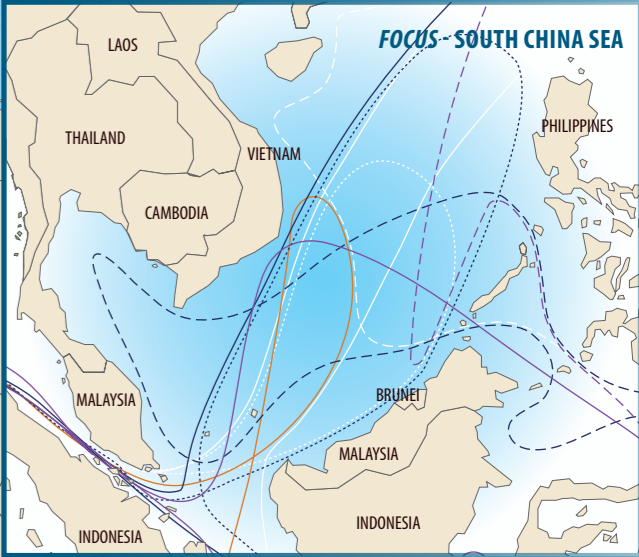 FOCUS - SOUTH CHINA SEA
LAOS
PHILIPPINES
THAILAND
VIETNAM
CAMBODIA
MALAYSIA
BRUNEI
MALAYSIA
INDONESIA
INDONESIA